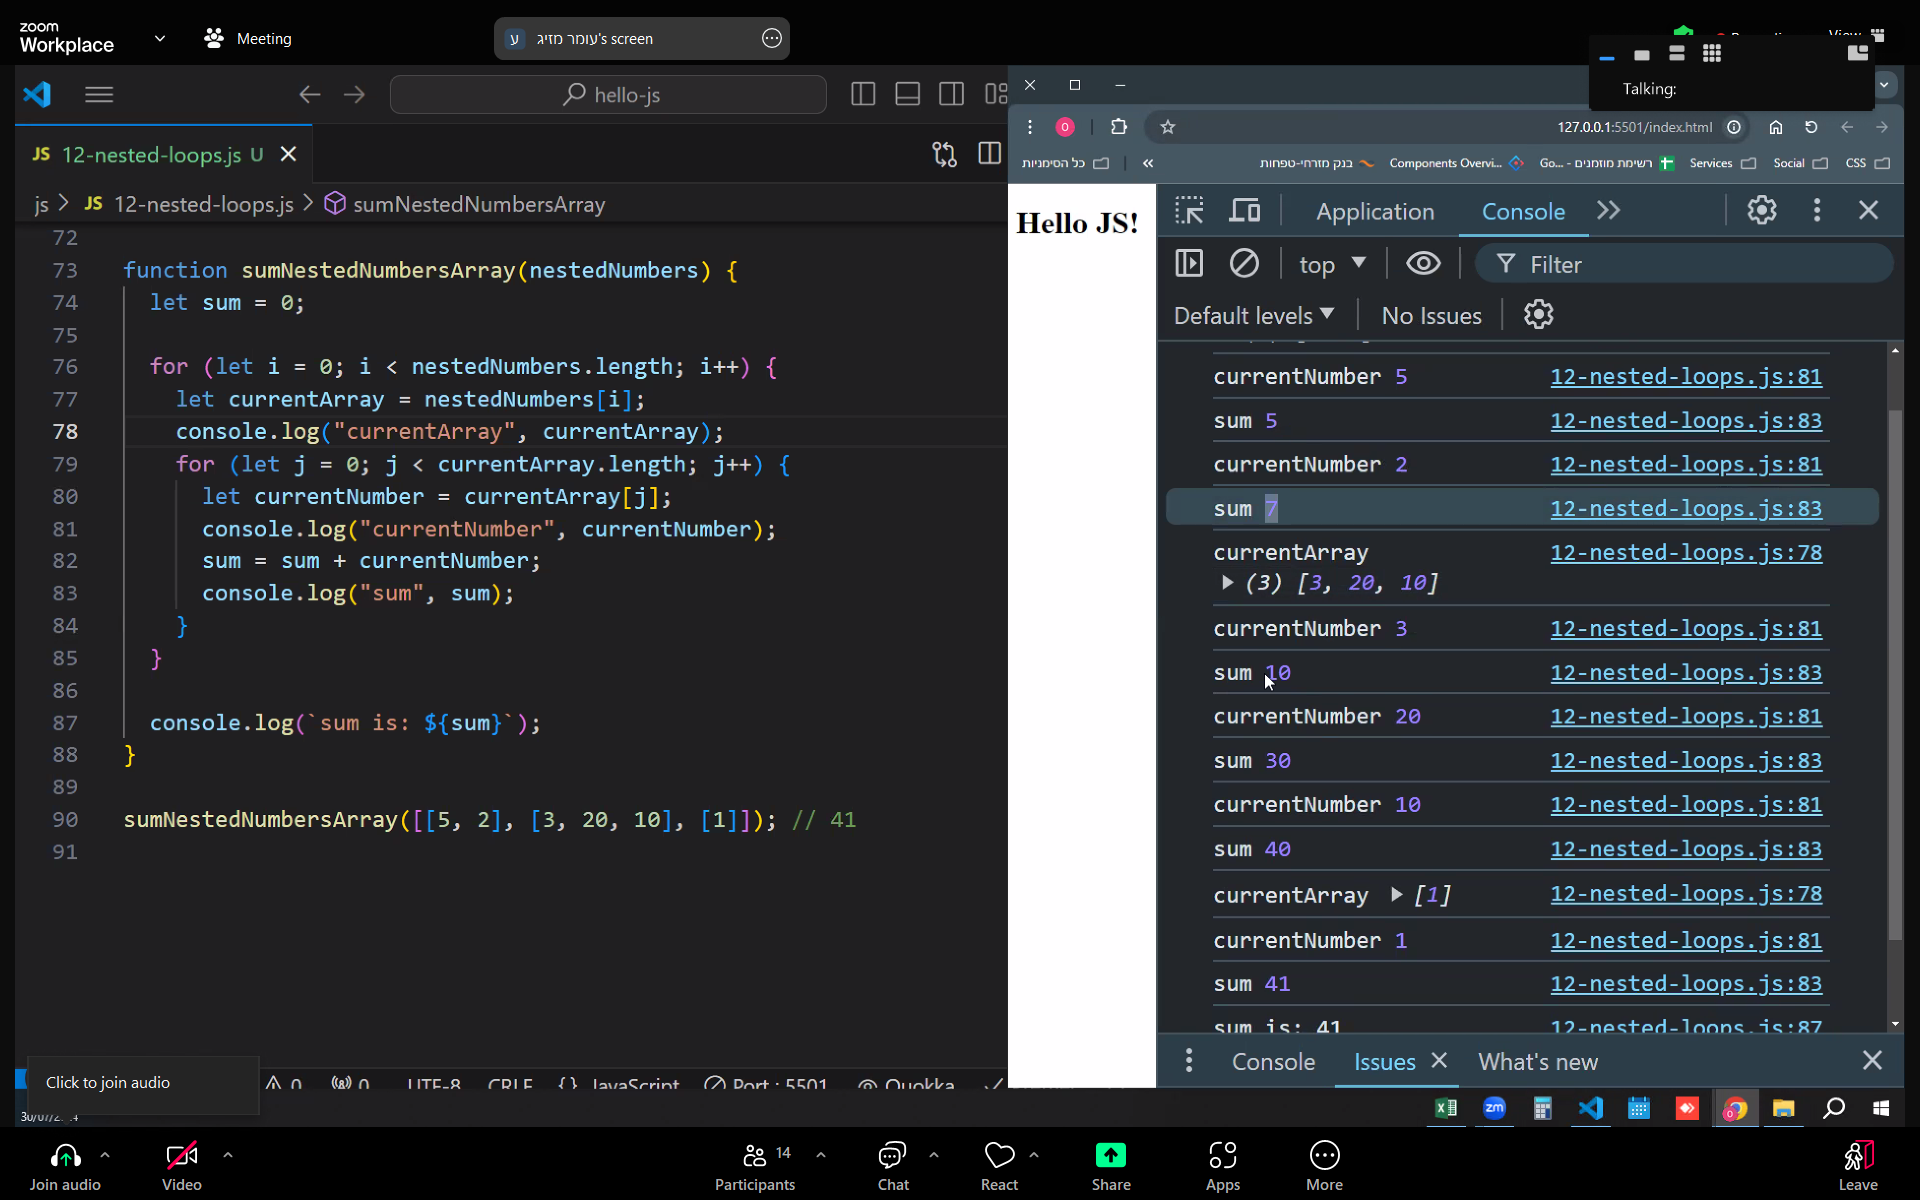 zoom
Workplace
Meeting
ע
עומר מזיג's screen
View
Talking:
hello-js
JS 12-nested-loops.js U
js > JS 12-nested-loops.js > sumNestedNumbersArray
72
73 function sumNestedNumbersArray(nestedNumbers) {
74 let sum = 0;
75
76 for (let i = 0; i < nestedNumbers.length; i++) {
77 let currentArray = nestedNumbers[i];
78 console.log("currentArray", currentArray);
79 for (let j = 0; j < currentArray.length; j++) {
80 let currentNumber = currentArray[j];
81 console.log("currentNumber", currentNumber);
82 sum = sum + currentNumber;
83 console.log("sum", sum);
84 }
85 }
86
87 console.log(`sum is: ${sum}`);
88 }
89
90 sumNestedNumbersArray([[5, 2], [3, 20, 10], [1]]); // 41
91
0 0 UTF-8 CRLF {} JavaScript Port : 5501 Quokka
Click to join audio
O
127.0.0.1:5501/index.html
כל הסימניות
«
בנק מזרחי-טפחות
Components Overvi...
רשימת מוזמנים - Go...
Services
Social
CSS
Hello JS!
Application Console
top Filter
Default levels No Issues
currentNumber 5 12-nested-loops.js:81
sum 5 12-nested-loops.js:83
currentNumber 2 12-nested-loops.js:81
sum 7 12-nested-loops.js:83
currentArray 12-nested-loops.js:78
(3) [3, 20, 10]
currentNumber 3 12-nested-loops.js:81
sum 10 12-nested-loops.js:83
currentNumber 20 12-nested-loops.js:81
sum 30 12-nested-loops.js:83
currentNumber 10 12-nested-loops.js:81
sum 40 12-nested-loops.js:83
currentArray [1] 12-nested-loops.js:78
currentNumber 1 12-nested-loops.js:81
sum 41 12-nested-loops.js:83
sum is: 41 12-nested-loops.js:87
Console Issues What's new
zm
Join audio
Video
14
Participants
Chat
React
Share
Apps
More
Leave